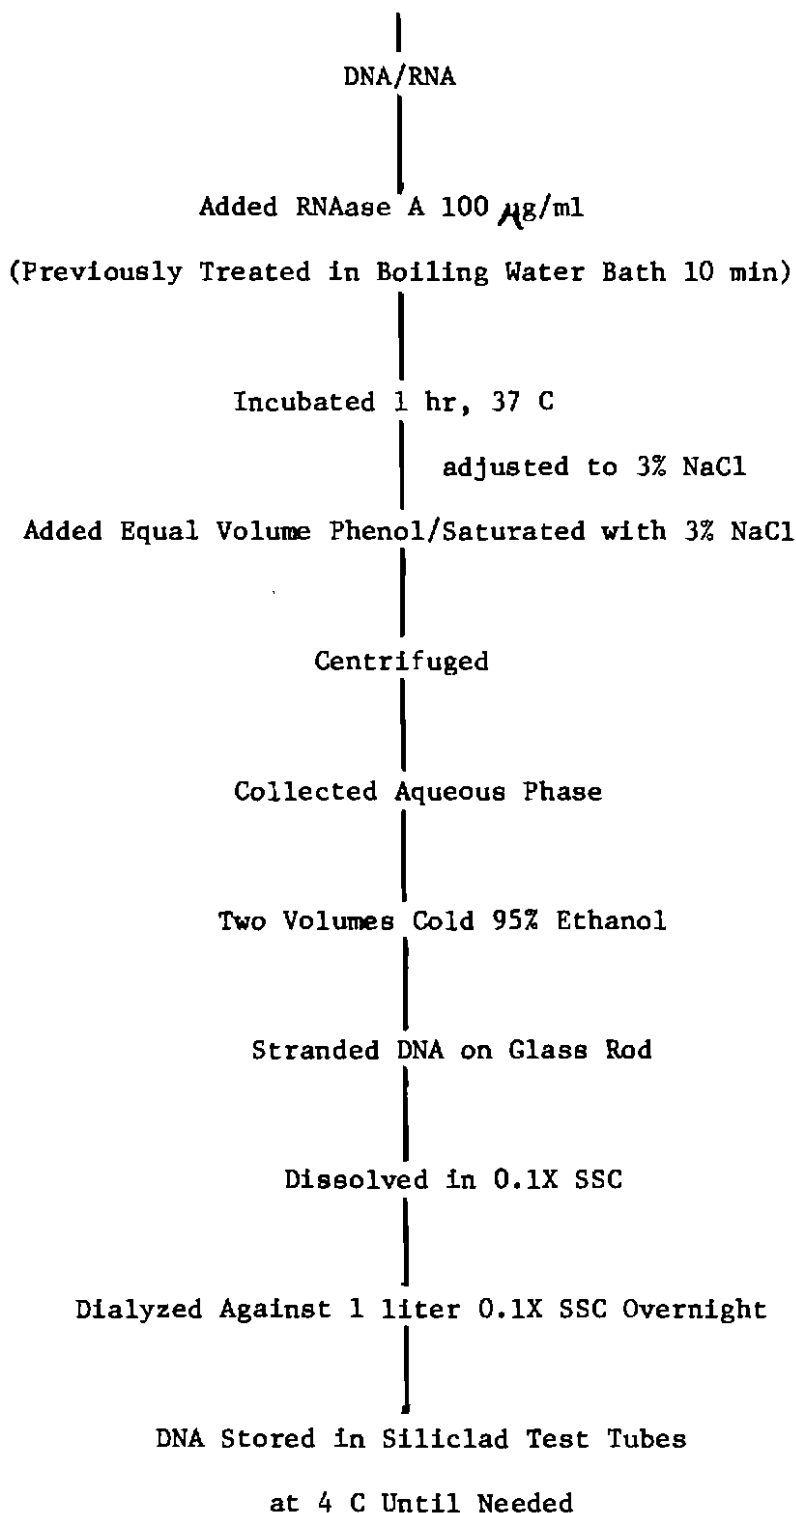 DNA/RNA
Added RNAase A 100 μg/ml
(Previously Treated in Boiling Water Bath 10 min)
Incubated 1 hr, 37 C
adjusted to 3% NaCl
Added Equal Volume Phenol/Saturated with 3% NaCl
Centrifuged
Collected Aqueous Phase
Two Volumes Cold 95% Ethanol
Stranded DNA on Glass Rod
Dissolved in 0.1X SSC
Dialyzed Against 1 liter 0.1X SSC Overnight
DNA Stored in Siliclad Test Tubes
at 4 C Until Needed